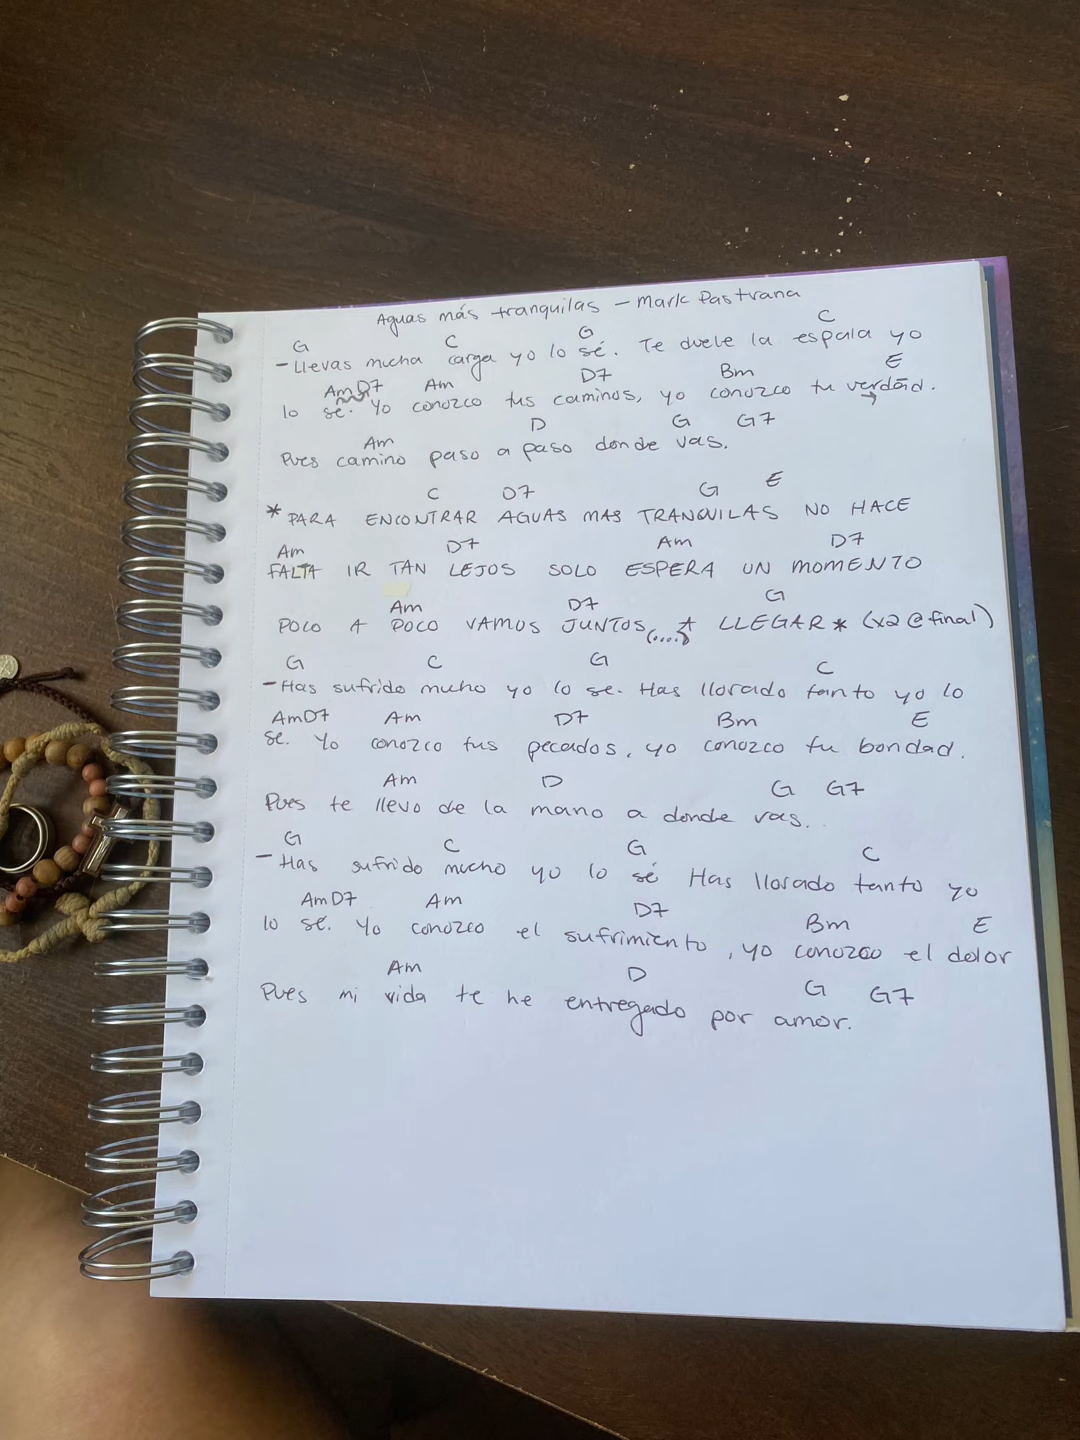 Aguas más tranquilas - Mark Pastrana
G C G C
- Llevas mucha carga yo lo sé. Te duele la espala yo
Am D7 Am D7 Bm E
lo se. Yo conozco tus caminos, yo conozco tu verdad.
Am D G G7
Pues camino paso a paso donde vas.
C D7 G E
* PARA ENCONTRAR AGUAS MAS TRANQUILAS NO HACE
Am D7 Am D7
FALTA IR TAN LEJOS SOLO ESPERA UN MOMENTO
Am D7 G
POCO A POCO VAMOS JUNTOS (....) A LLEGAR * (x2 @ final)
G C G C
- Has sufrido mucho yo lo se. Has llorado tanto yo lo
Am D7 Am D7 Bm E
se. Yo conozco tus pecados, yo conozco tu bondad.
Am D G G7
Pues te llevo de la mano a donde vas.
G C G C
- Has sufrido mucho yo lo sé Has llorado tanto yo
Am D7 Am D7 Bm E
lo sé. Yo conozco el sufrimiento, yo conozco el dolor
Am D G G7
Pues mi vida te he entregado por amor.